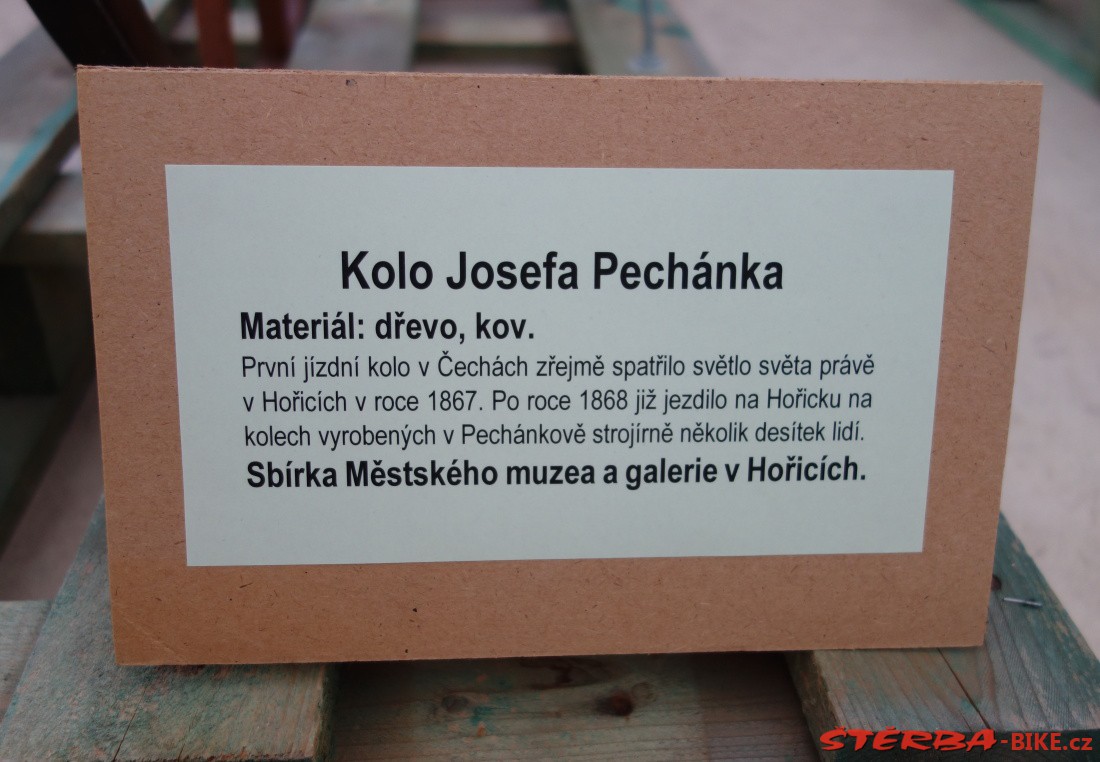 Kolo Josefa Pechánka
Materiál: dřevo, kov.
První jízdní kolo v Čechách zřejmě spatřilo světlo světa právě
v Hořicích v roce 1867. Po roce 1868 již jezdilo na Hořicku na
kolech vyrobených v Pechánkově strojírně několik desítek lidí.
Sbírka Městského muzea a galerie v Hořicích.
ŠTĚRBA-BIKE.cz